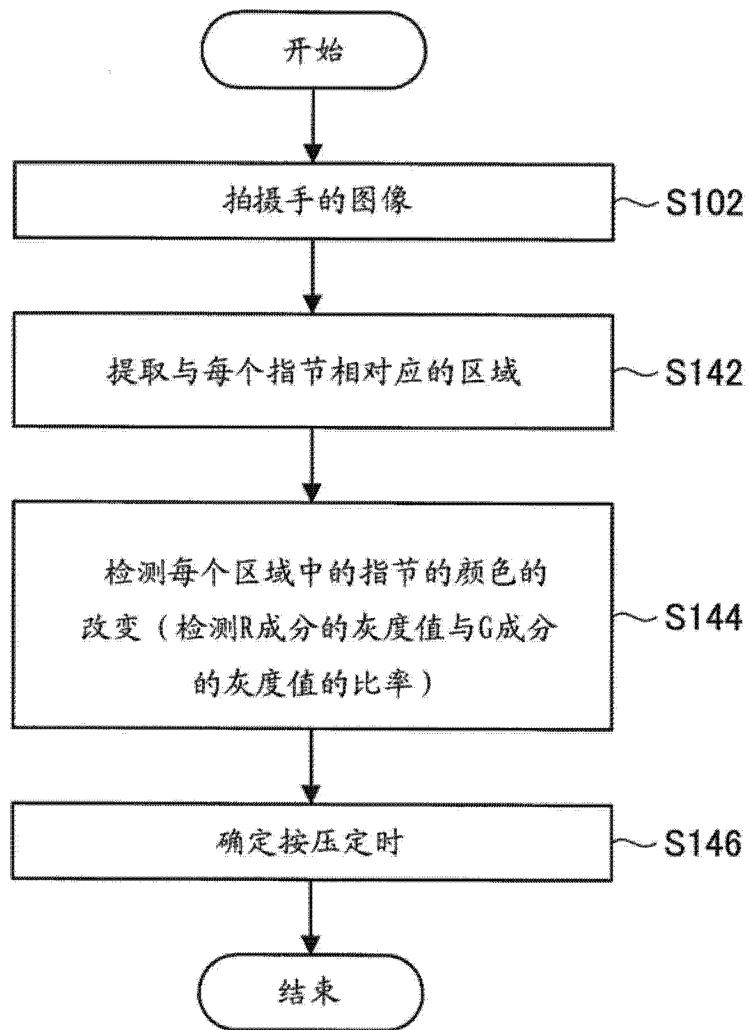 开始
拍摄手的图像
S102
提取与每个指节相对应的区域
S142
检测每个区域中的指节的颜色的
改变（检测R成分的灰度值与G成分
的灰度值的比率）
S144
确定按压定时
S146
结束